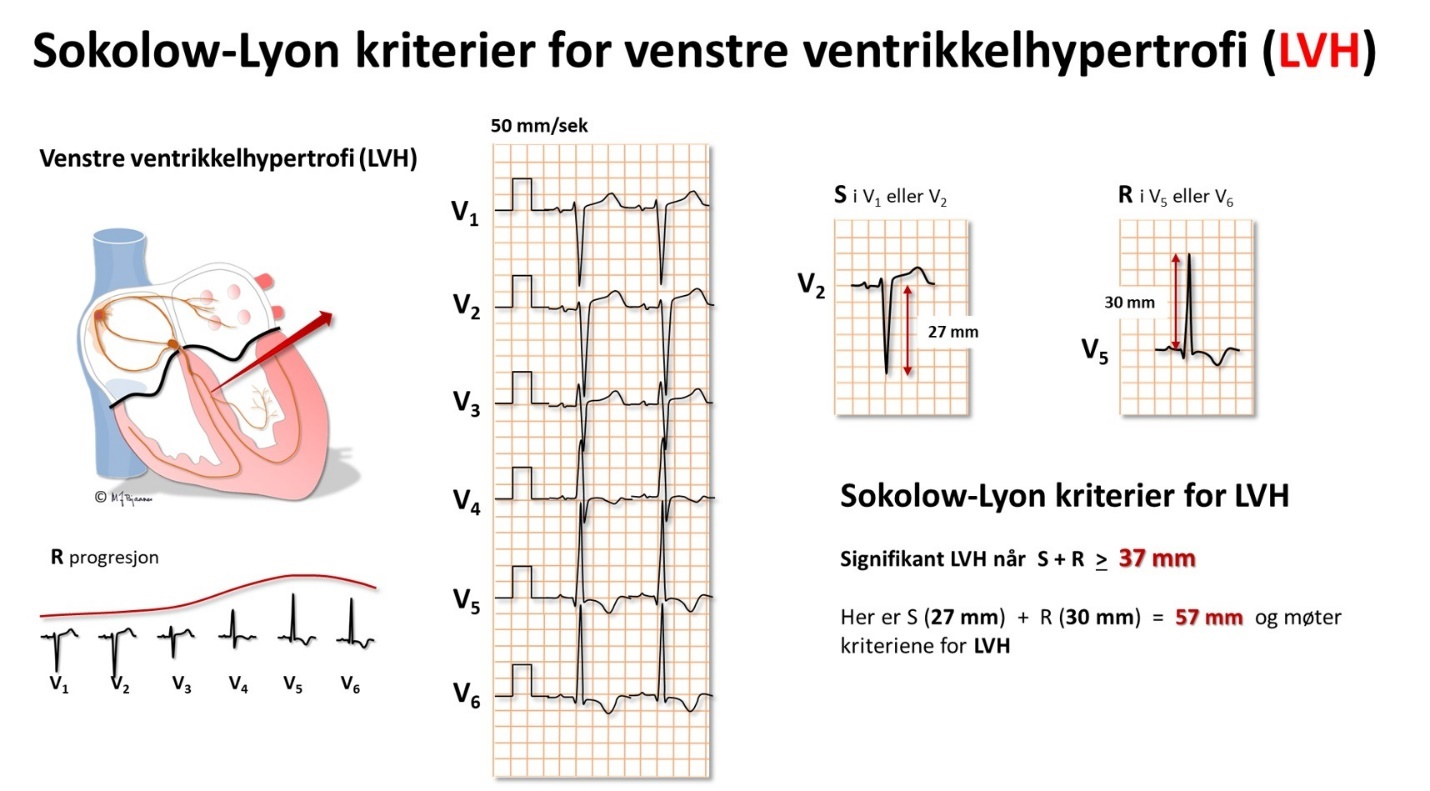 Sokolow-Lyon kriterier for venstre ventrikkelhypertrofi (LVH)
Venstre ventrikkelhypertrofi (LVH)
©
R progresjon
V1 V2 V3 V4 V5 V6
50 mm/sek
V1
V2
V3
V4
V5
V6
S i V1 eller V2
V2
27 mm
R i V5 eller V6
30 mm
V5
Sokolow-Lyon kriterier for LVH
Signifikant LVH når S + R ≥ 37 mm
Her er S (27 mm) + R (30 mm) = 57 mm og møter
kriteriene for LVH